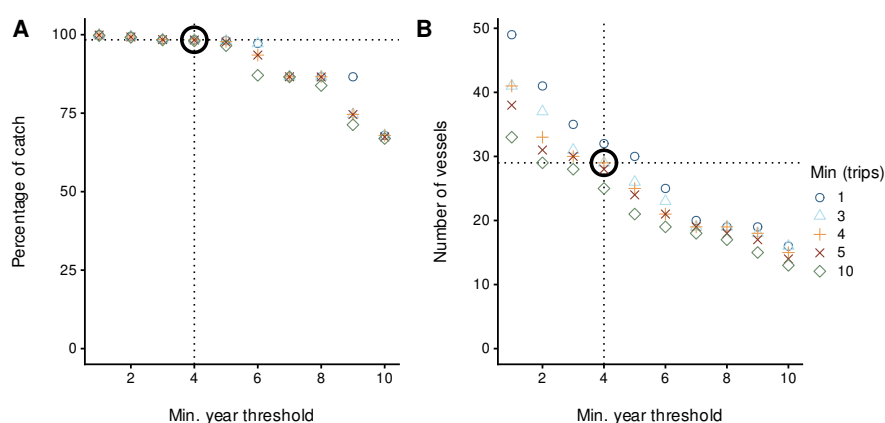 A
B
Percentage of catch
100
75
50
25
0
2 4 6 8 10
Min. year threshold
Number of vessels
50
40
30
20
10
0
2 4 6 8 10
Min. year threshold
Min (trips)
1
3
4
5
10